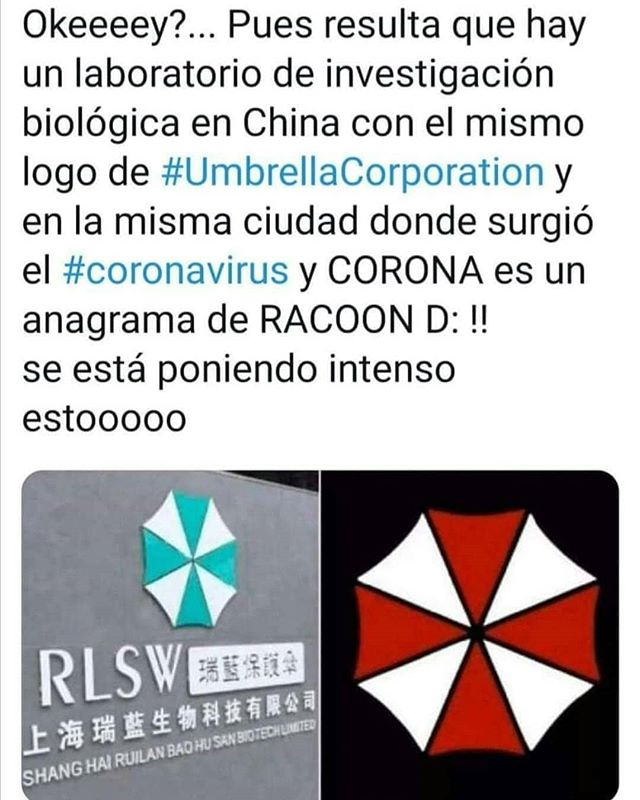 Okeeeey?... Pues resulta que hay
un laboratorio de investigación
biológica en China con el mismo
logo de #UmbrellaCorporation y
en la misma ciudad donde surgió
el #coronavirus y CORONA es un
anagrama de RACOON D: !!
se está poniendo intenso
estooooo
RLSW 瑞藍保護傘
上海瑞藍生物科技有限公司
SHANG HAI RUILAN BAO HU SAN BIOTECH LIMITED